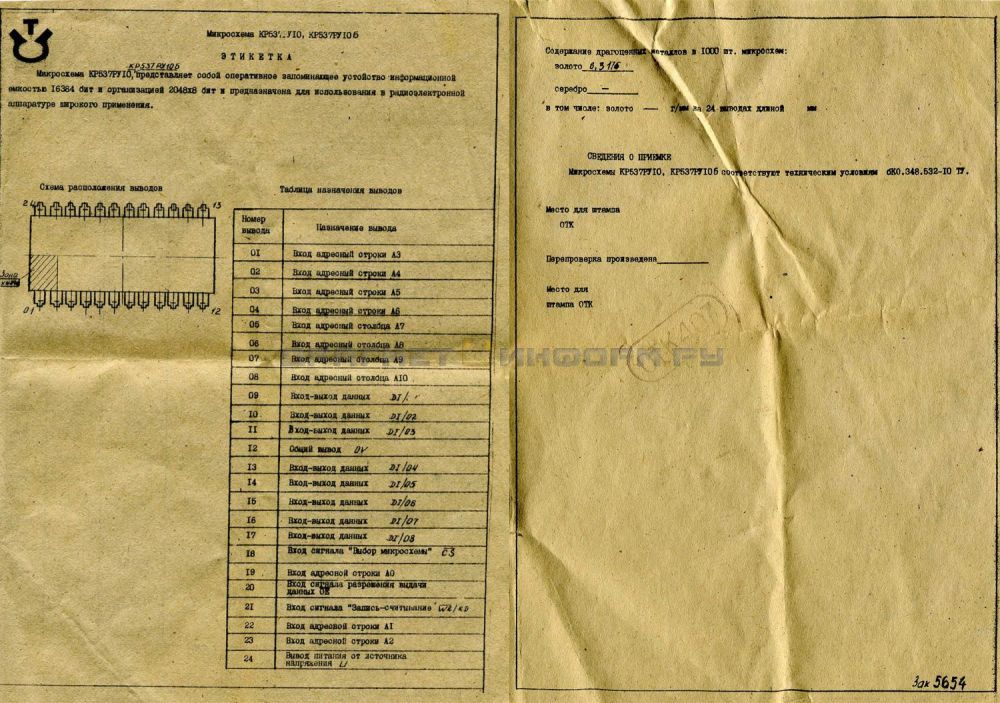 Микросхема КР537РУ10, КР537РУ10б
ЭТИКЕТКА
КР537РУ10б
Микросхема КР537РУ10, представляет собой оперативное запоминающее устойство информационной
емкостью 16384 бит и организацией 2048х8 бит и предназначена для использования в радиоэлектронной
аппаратуре широкого применения.
Схема расположения выводов
24 13
Зона
ключа
01 12
Таблица назначения выводов
Номер вывода Назначение вывода
01 Вход адресный строки А3
02 Вход адресный строки А4
03 Вход адресный строки А5
04 Вход адресный строки А6
05 Вход адресный столбца А7
06 Вход адресный столбца А8
07 Вход адресный столбца А9
08 Вход адресный столбца А10
09 Вход-выход данных
10 Вход-выход данных DI/02
11 Вход-выход данных DI/03
12 Общий вывод 0V
13 Вход-выход данных DI/04
14 Вход-выход данных DI/05
15 Вход-выход данных DI/06
16 Вход-выход данных DI/07
17 Вход-выход данных DI/08
18 Вход сигнала "Выбор микросхемы" CS
19 Вход адресной строки А0
20 Вход сигнала разрешения выдачи
данных ОЕ
21 Вход сигнала "Запись-считывание" WR/RD
22 Вход адресной строки А1
23 Вход адресной строки А2
24 Вывод питания от источника
напряжения U
Содержание драгоценных металлов в 1000 шт. микросхем:
золото 0,3176
серебро —
в том числе: золото — г/мм на 24 выводах длиной мм
СВЕДЕНИЯ О ПРИЕМКЕ
Микросхемы КР537РУ10, КР537РУ10б соответствуют техническим условиям бК0.348.532-10 ТУ.
Место для штампа
ОТК
Перепроверка произведена
Место для
штампа ОТК
Зак 5654